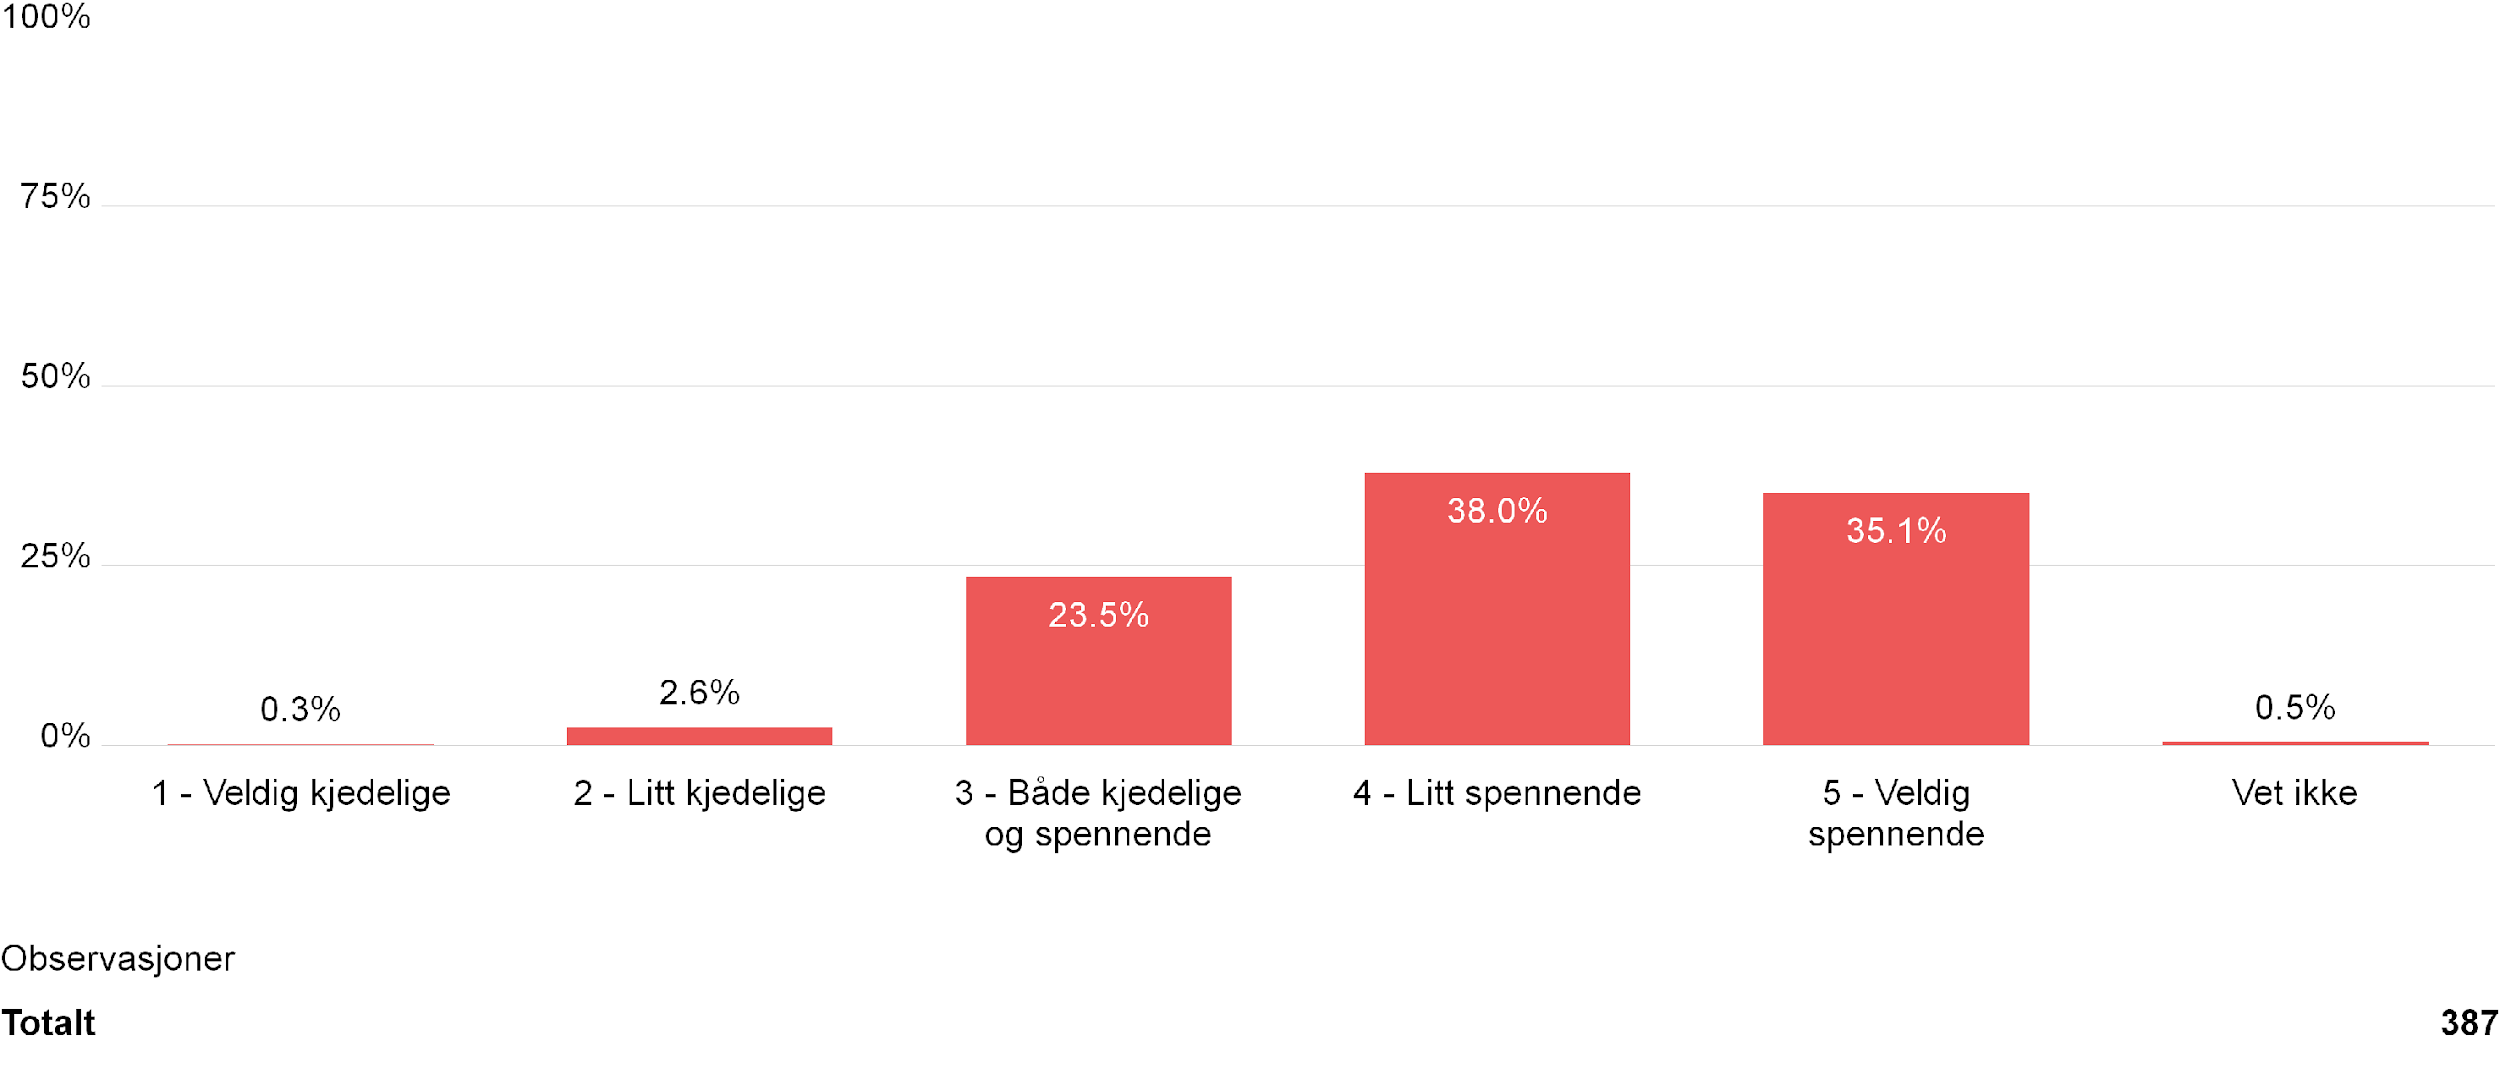 100%
75%
50%
25%
0%
0.3%
2.6%
23.5%
38.0%
35.1%
0.5%
1 - Veldig kjedelige
2 - Litt kjedelige
3 - Både kjedelige
og spennende
4 - Litt spennende
5 - Veldig
spennende
Vet ikke
Observasjoner
Totalt 387